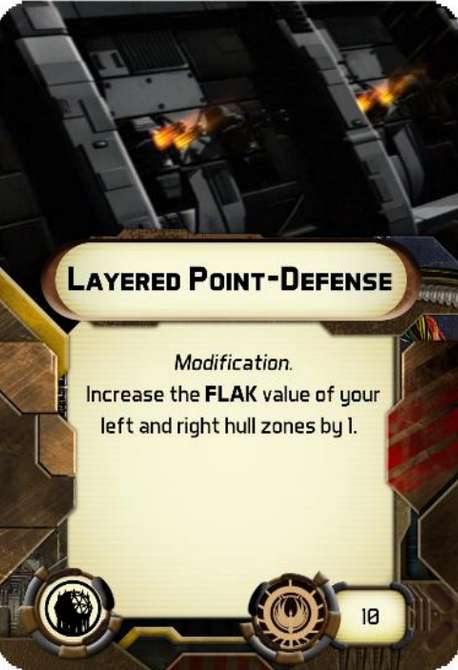 Layered Point-Defense
Modification.
Increase the FLAK value of your
left and right hull zones by 1.
10